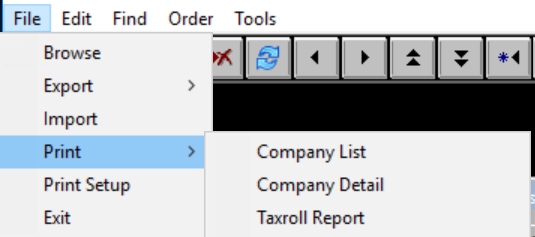 File Edit Find Order Tools
Browse
Export
Import
Print
Company List
Print Setup
Company Detail
Exit
Taxroll Report